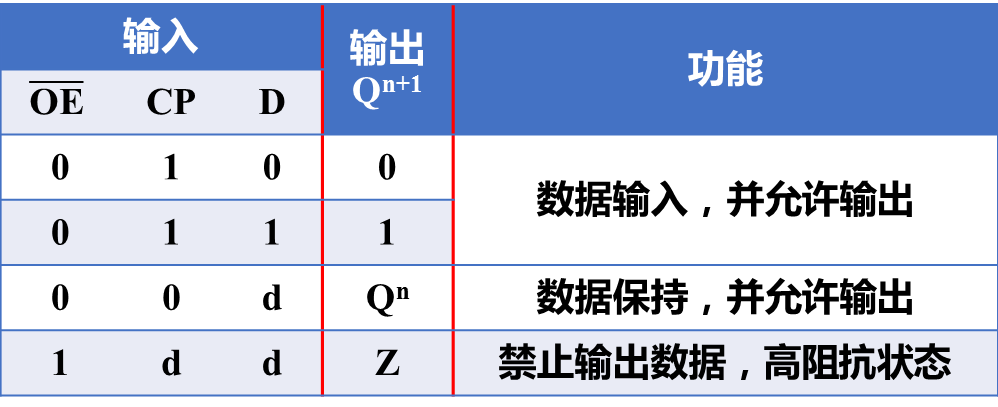 输入 输出 功能
Q^{n+1}
\overline{OE} CP D
0 1 0 0 数据输入，并允许输出
0 1 1 1
0 0 d Q^n 数据保持，并允许输出
1 d d Z 禁止输出数据，高阻抗状态